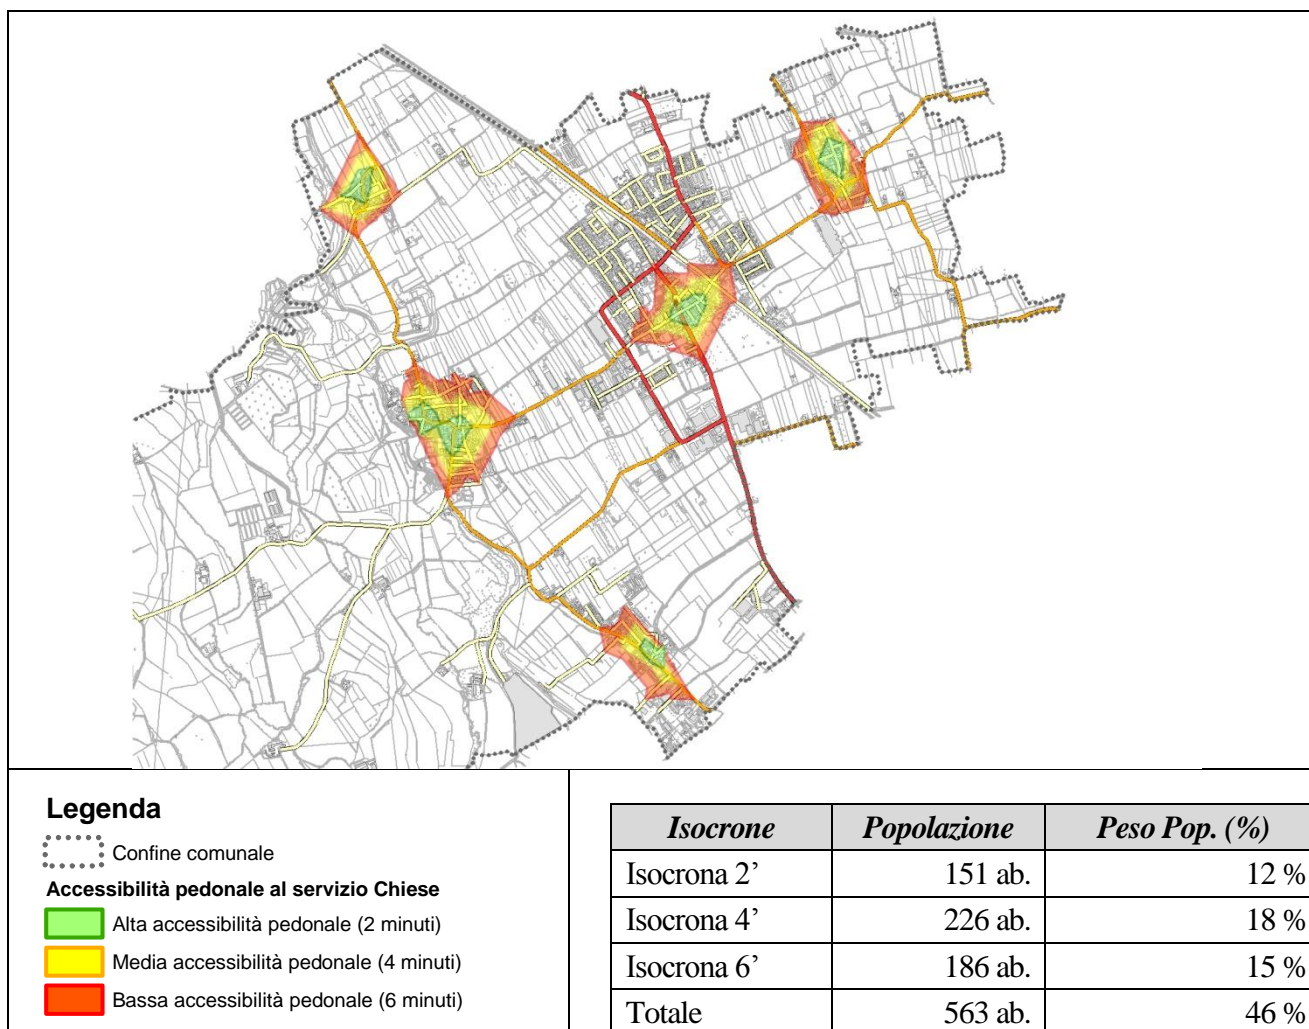 Legenda
Confine comunale
Accessibilità pedonale al servizio Chiese
Alta accessibilità pedonale (2 minuti)
Media accessibilità pedonale (4 minuti)
Bassa accessibilità pedonale (6 minuti)
Isocrone Popolazione Peso Pop. (%)
Isocrona 2’ 151 ab. 12 %
Isocrona 4’ 226 ab. 18 %
Isocrona 6’ 186 ab. 15 %
Totale 563 ab. 46 %